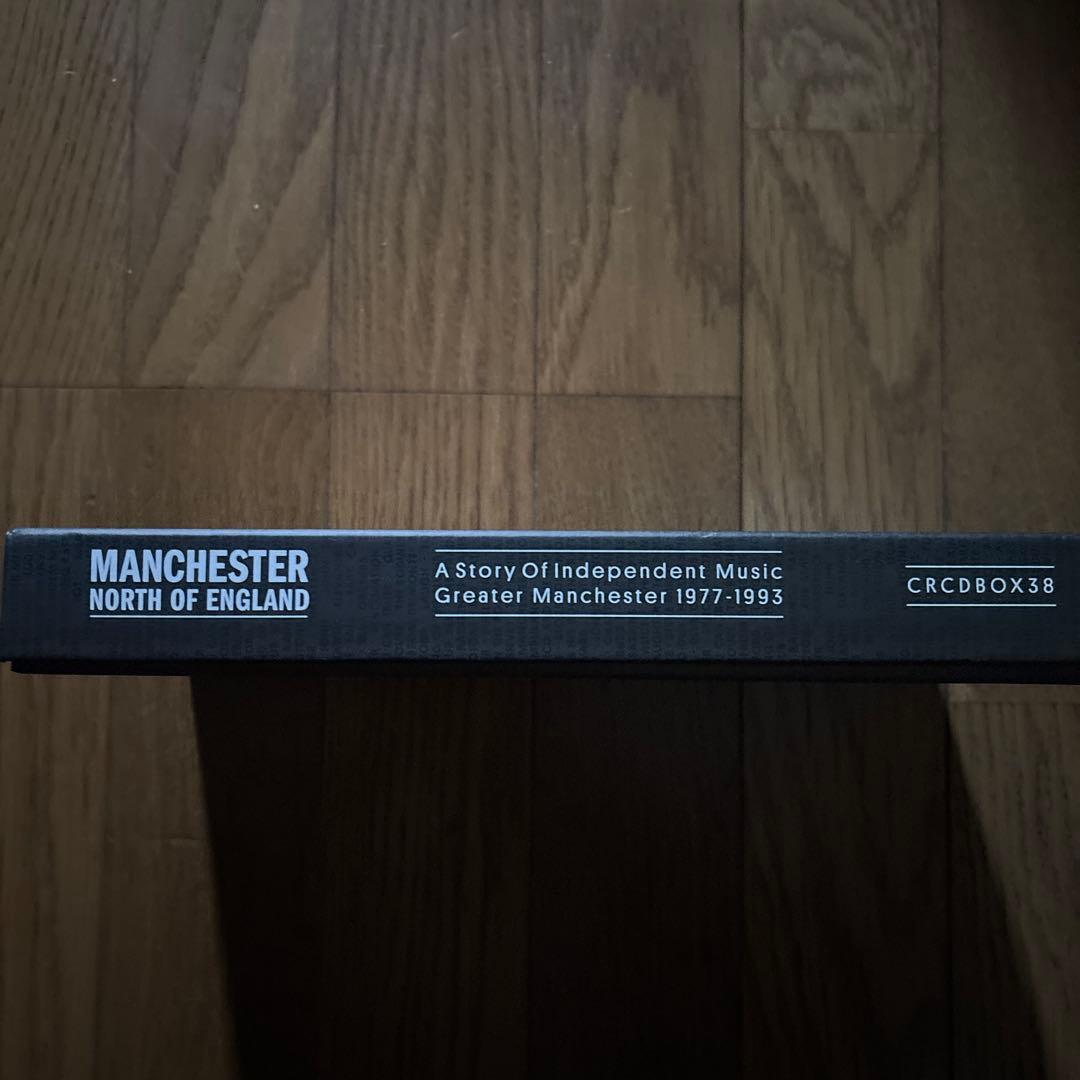 MANCHESTER
NORTH OF ENGLAND
A Story Of Independent Music
Greater Manchester 1977-1993
CRCDBOX38